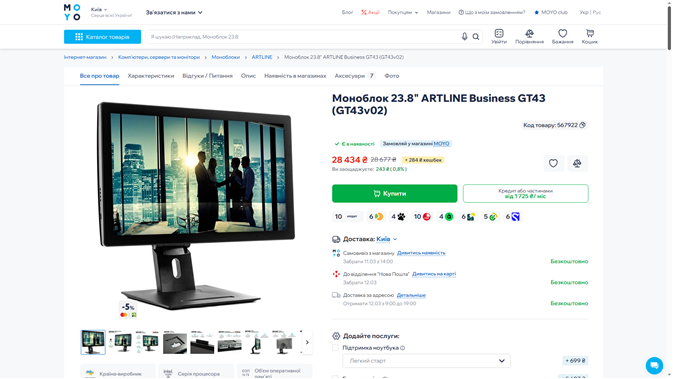 MO
YO
Київ
Свіція всієї України!
Зв'язатися з нами
Блог
Акції
Покупцям
Магазини
Що з моїм замовленням?
MOYO club
Укр | Рус
Каталог товарів
Я шукаю (Наприклад, Моноблок 23.8
Увійти
Порівняння
Бажання
Кошик
Інтернет-магазин
Комп'ютери, сервери та монітори
Моноблоки
ARTLINE
Моноблок 23.8" ARTLINE Business GT43 (GT43v02)
Все про товар
Характеристики
Відгуки / Питання
Опис
Наявність в магазинах
Аксесуари 7
Фото
Моноблок 23.8" ARTLINE Business GT43
(GT43v02)
Код товару: 567922
Є в наявності
Замовляй у магазині MOYO
28 434 ₴
28 677 ₴
+ 284 ₴ кешбек
Ви заощаджуєте: 243 ₴ (0,8%)
Купити
Кредит або частинами
від 1 725 ₴/міс
10
6
4
10
4
6
5
6
Доставка: Київ
Самовивіз з магазину Дивитись наявність
Забрати 11.03 з 14:00
Безкоштовно
До відділення "Нова Пошта" Дивитись на карті
Забрати 12.03
Безкоштовно
Доставка за адресою Детальніше
Отримати 12.03 з 9:00 до 19:00
Безкоштовно
-5%
Додайте послуги:
Підтримка ноутбука
Легкий старт
+ 699 ₴
Країна-виробник
Серія процесора
Об'єм оперативної